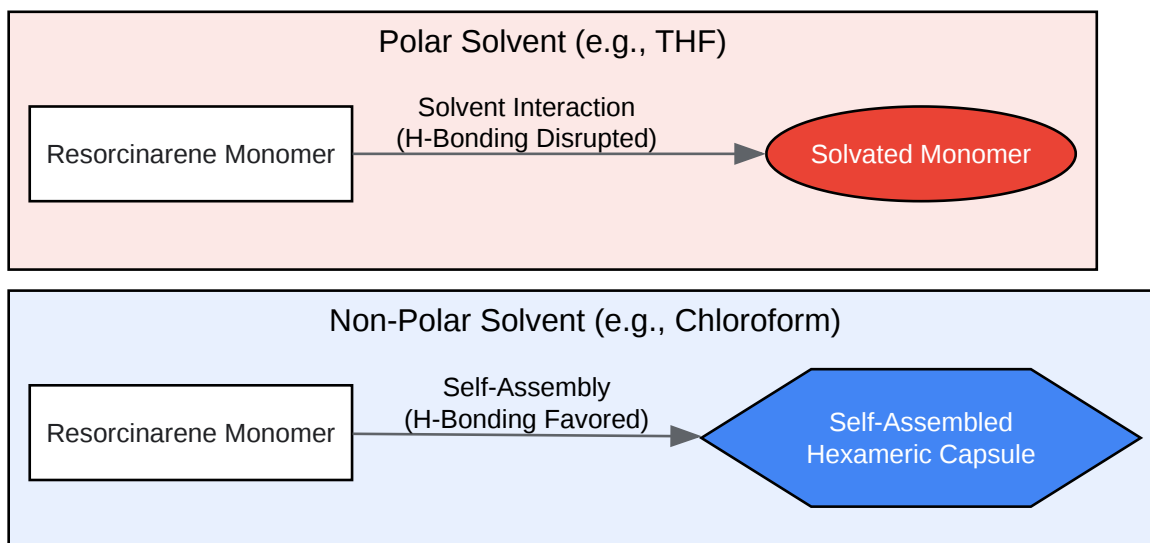 Polar Solvent (e.g., THF)
Resorcinarene Monomer
Solvent Interaction
(H-Bonding Disrupted)
Solvated Monomer
Non-Polar Solvent (e.g., Chloroform)
Resorcinarene Monomer
Self-Assembly
(H-Bonding Favored)
Self-Assembled
Hexameric Capsule